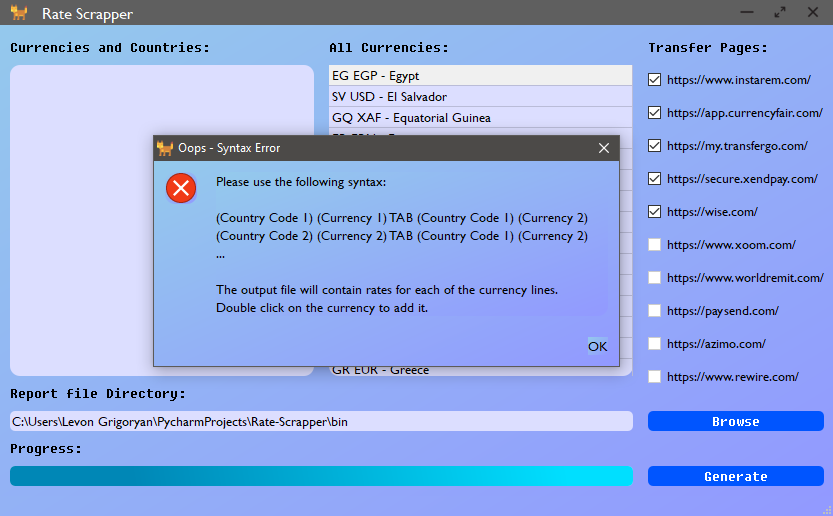 Rate Scrapper
Currencies and Countries:
All Currencies:
EG EGP - Egypt
SV USD - El Salvador
GQ XAF - Equatorial Guinea
GR EUR - Greece
Transfer Pages:
https://www.instarem.com/
https://app.currencyfair.com/
https://my.transfergo.com/
https://secure.xendpay.com/
https://wise.com/
https://www.xoom.com/
https://www.worldremit.com/
https://paysend.com/
https://azimo.com/
https://www.rewire.com/
Oops - Syntax Error
Please use the following syntax:
(Country Code 1) (Currency 1) TAB (Country Code 1) (Currency 2)
(Country Code 2) (Currency 2) TAB (Country Code 1) (Currency 2)
...
The output file will contain rates for each of the currency lines.
Double click on the currency to add it.
OK
Report file Directory:
C:\Users\Levon Grigoryan\PycharmProjects\Rate-Scrapper\bin
Browse
Progress:
Generate